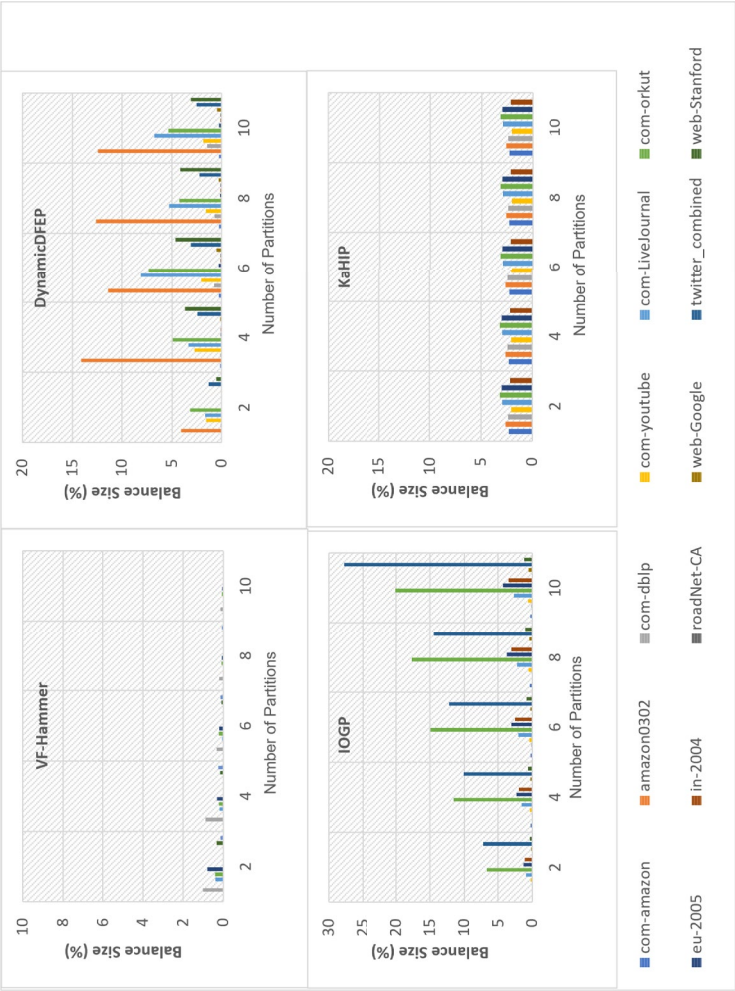 VF-Hammer
Balance Size (%)
10
8
6
4
2
0
2 4 6 8 10
Number of Partitions
DynamicDFEP
Balance Size (%)
20
15
10
5
0
2 4 6 8 10
Number of Partitions
IOGP
Balance Size (%)
30
25
20
15
10
5
0
2 4 6 8 10
Number of Partitions
KaHIP
Balance Size (%)
20
15
10
5
0
2 4 6 8 10
Number of Partitions
com-amazon amazon0302 com-dblp com-youtube com-liveJournal com-orkut
eu-2005 in-2004 roadNet-CA web-Google twitter_combined web-Stanford